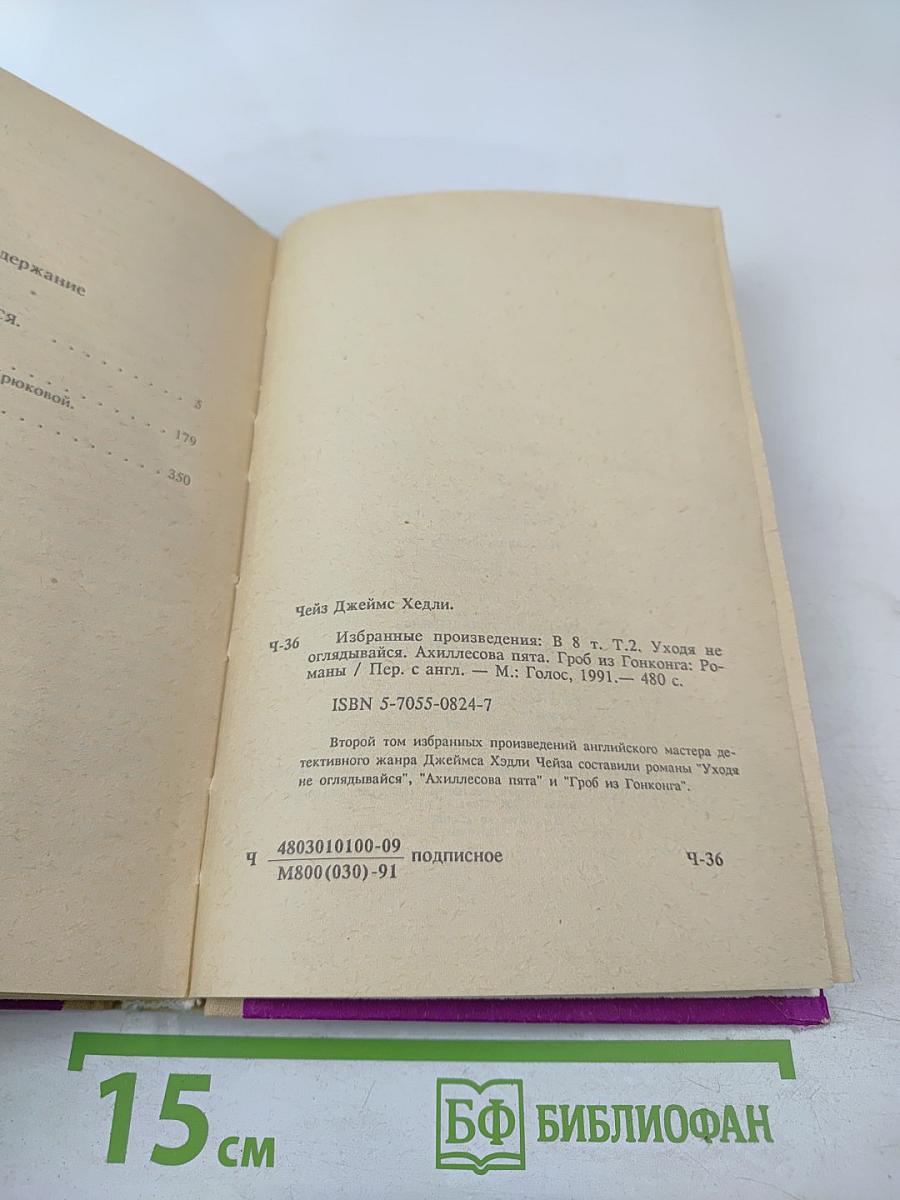 держание
ся.
5
рюковой.
179
350
Чейз Джеймс Хедли.
Ч-36 Избранные произведения: В 8 т. Т.2. Уходя не
оглядывайся. Ахиллесова пята. Гроб из Гонконга: Ро-
маны / Пер. с англ. — М.: Голос, 1991.— 480 с.
ISBN 5-7055-0824-7
Второй том избранных произведений английского мастера де-
тективного жанра Джеймса Хэдли Чейза составили романы "Уходя
не оглядывайся", "Ахиллесова пята" и "Гроб из Гонконга".
Ч 4803010100-09 подписное Ч-36
М800(030)-91
15 см
БФ БИБЛИОФАН